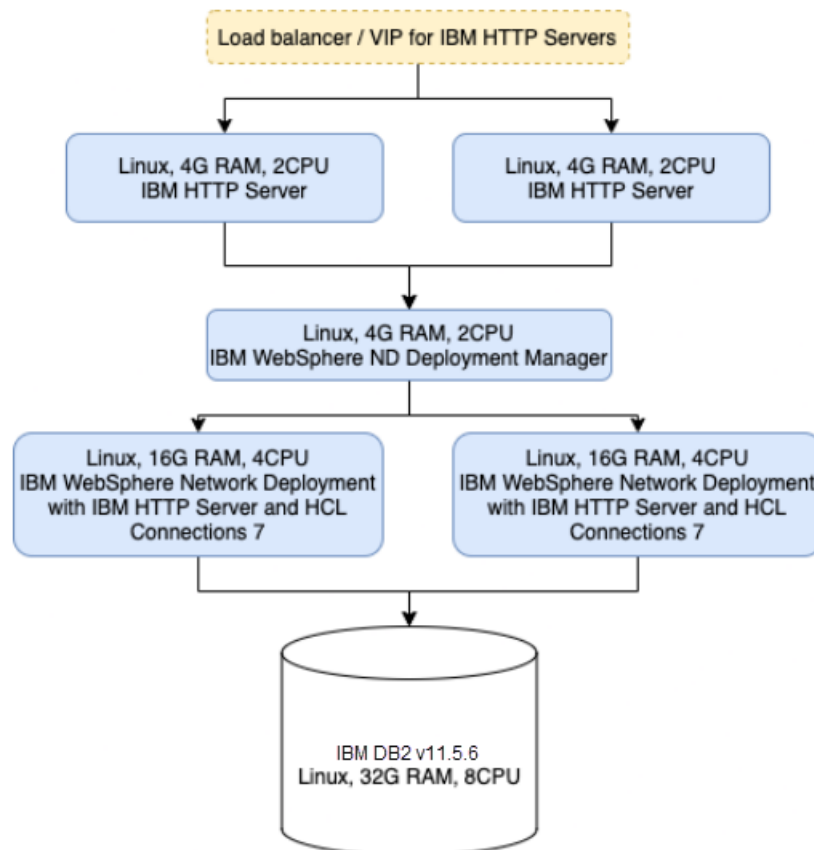 Load balancer / VIP for IBM HTTP Servers
Linux, 4G RAM, 2CPU
IBM HTTP Server
Linux, 4G RAM, 2CPU
IBM HTTP Server
Linux, 4G RAM, 2CPU
IBM WebSphere ND Deployment Manager
Linux, 16G RAM, 4CPU
IBM WebSphere Network Deployment
with IBM HTTP Server and HCL
Connections 7
Linux, 16G RAM, 4CPU
IBM WebSphere Network Deployment
with IBM HTTP Server and HCL
Connections 7
IBM DB2 v11.5.6
Linux, 32G RAM, 8CPU